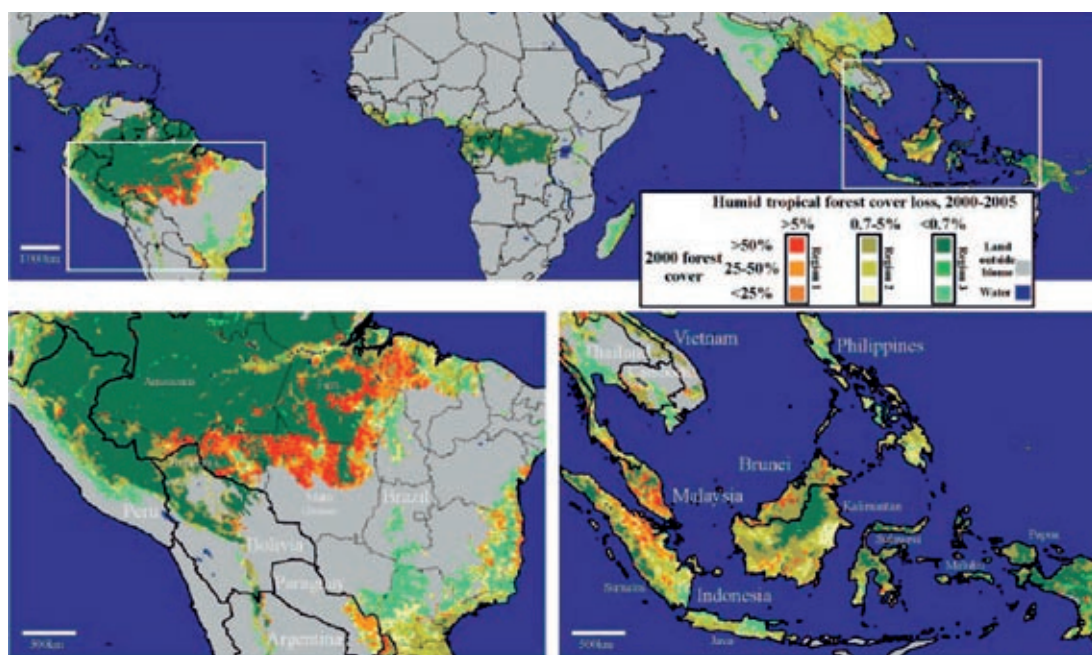 1000km
Humid tropical forest cover loss, 2000-2005
>5% 0.7-5% <0.7%
2000 forest
cover
>50%
25-50%
<25%
Region 1
Region 2
Region 3
Land
outside
biome
Water
Amazonas
Para
Mato
Grosso
Brazil
Peru
Bolivia
Paraguay
Argentina
500km
Thailand
Vietnam
Philippines
Brunei
Malaysia
Kalimantan
Sulawesi
Maluku
Papua
Sumatra
Indonesia
Java
500km